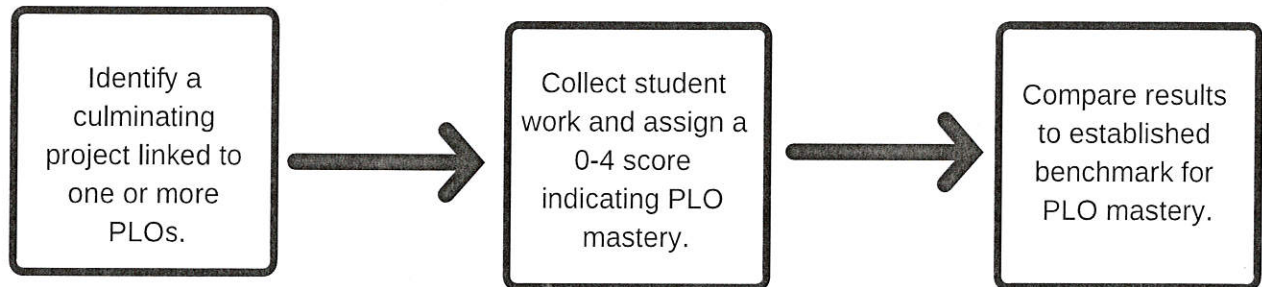 Identify a
culminating
project linked to
one or more
PLOs.
Collect student
work and assign a
0-4 score
indicating PLO
mastery.
Compare results
to established
benchmark for
PLO mastery.